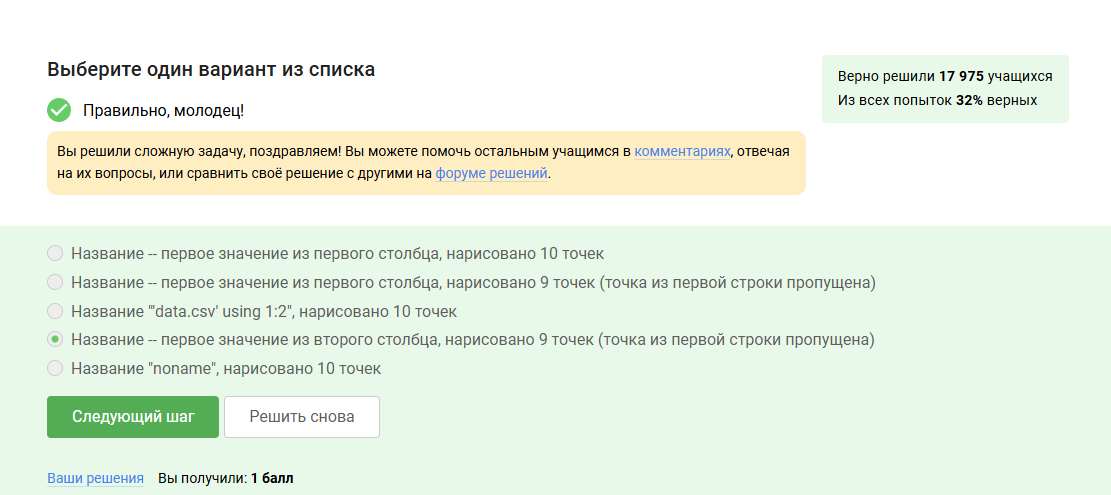 Выберите один вариант из списка
Верно решили 17 975 учащихся
Из всех попыток 32% верных
Правильно, молодец!
Вы решили сложную задачу, поздравляем! Вы можете помочь остальным учащимся в комментариях, отвечая
на их вопросы, или сравнить своё решение с другими на форуме решений.
Название -- первое значение из первого столбца, нарисовано 10 точек
Название -- первое значение из первого столбца, нарисовано 9 точек (точка из первой строки пропущена)
Название "'data.csv' using 1:2", нарисовано 10 точек
Название -- первое значение из второго столбца, нарисовано 9 точек (точка из первой строки пропущена)
Название "noname", нарисовано 10 точек
Следующий шаг
Решить снова
Ваши решения Вы получили: 1 балл